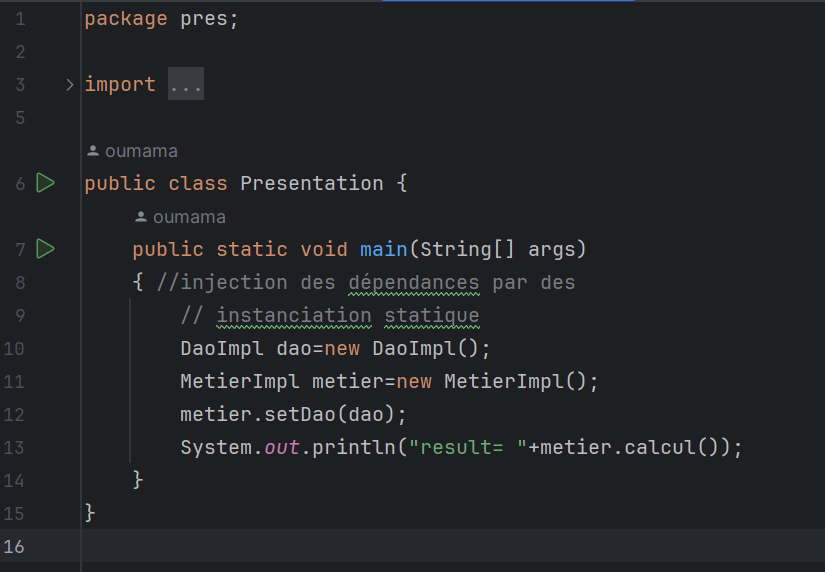 1 package pres;
2
3 import ...
5
oumama
6 public class Presentation {
oumama
7 public static void main(String[] args)
8 { //injection des dépendances par des
9 // instanciation statique
10 DaoImpl dao=new DaoImpl();
11 MetierImpl metier=new MetierImpl();
12 metier.setDao(dao);
13 System.out.println("result= "+metier.calcul());
14 }
15 }
16